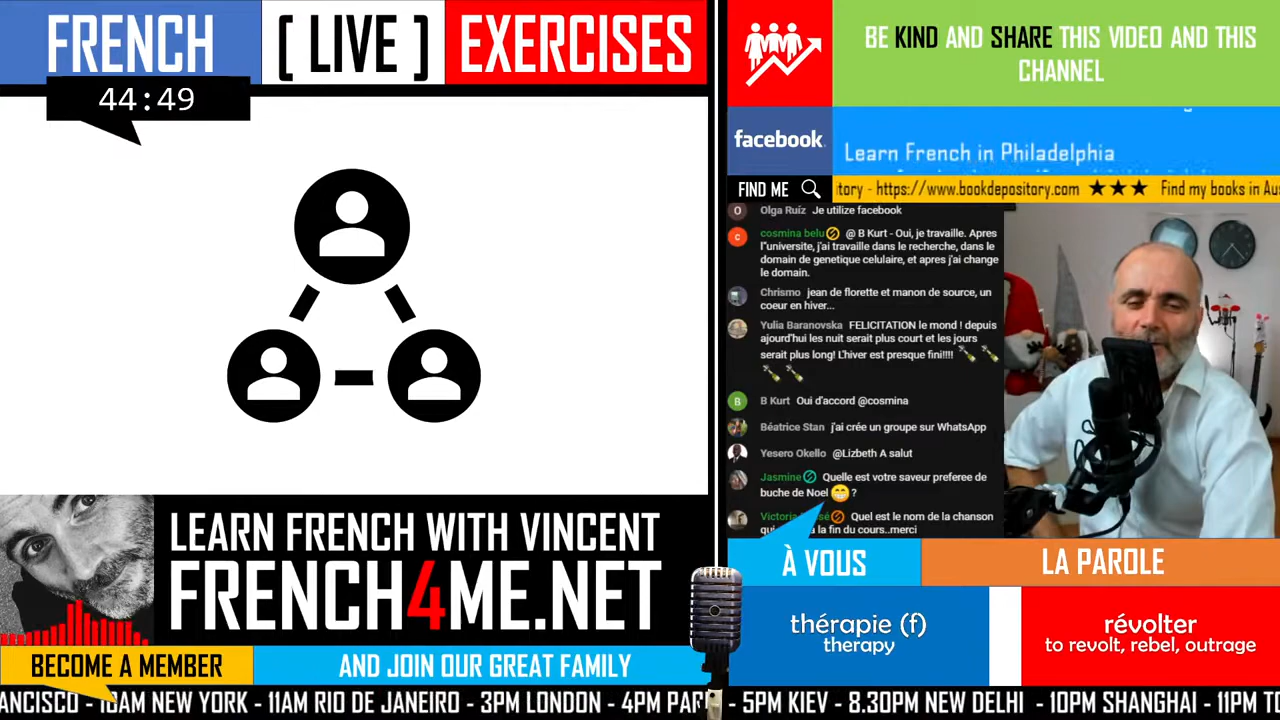 FRENCH
[ LIVE ]
EXERCISES
44:49
BE KIND AND SHARE THIS VIDEO AND THIS
CHANNEL
facebook
Learn French in Philadelphia
FIND ME
tory - https://www.bookdepository.com ★★★ Find my books in Aus
O Olga Ruíz Je utilize facebook
c cosmina belu @ B Kurt - Oui, je travaille. Apres
l"universite, j'ai travaille dans le recherche, dans le
domain de genetique celulaire, et apres j'ai change
le domain.
Chrismo jean de florette et manon de source, un
coeur en hiver...
Yulia Baranovska FELICITATION le mond ! depuis
ajourd'hui les nuit serait plus court et les jours
serait plus long! L'hiver est presque fini!!!!
B B Kurt Oui d'accord @cosmina
Béatrice Stan j'ai crée un groupe sur WhatsApp
Yesero Okello @Lizbeth A salut
Jasmine Quelle est votre saveur preferee de
buche de Noel 😁 ?
Quel est le nom de la chanson
la fin du cours..merci
À VOUS
LA PAROLE
thérapie (f)
therapy
révolter
to revolt, rebel, outrage
LEARN FRENCH WITH VINCENT
FRENCH4ME.NET
BECOME A MEMBER
AND JOIN OUR GREAT FAMILY
ANCISCO - 10AM NEW YORK - 11AM RIO DE JANEIRO - 3PM LONDON - 4PM PAR - 5PM KIEV - 8.30PM NEW DELHI - 10PM SHANGHAI - 11PM TO